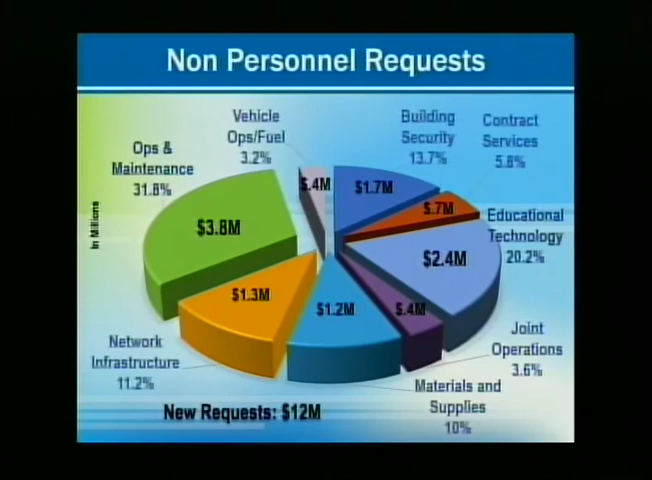 Non Personnel Requests
Vehicle
Ops/Fuel
3.2%
Building
Security
13.7%
Contract
Services
5.8%
Ops &
Maintenance
31.8%
$.4M
$1.7M
$.7M
Educational
Technology
20.2%
In Millions
$3.8M
$2.4M
$1.3M
$1.2M
$.4M
Network
Infrastructure
11.2%
Joint
Operations
3.6%
Materials and
Supplies
10%
New Requests: $12M